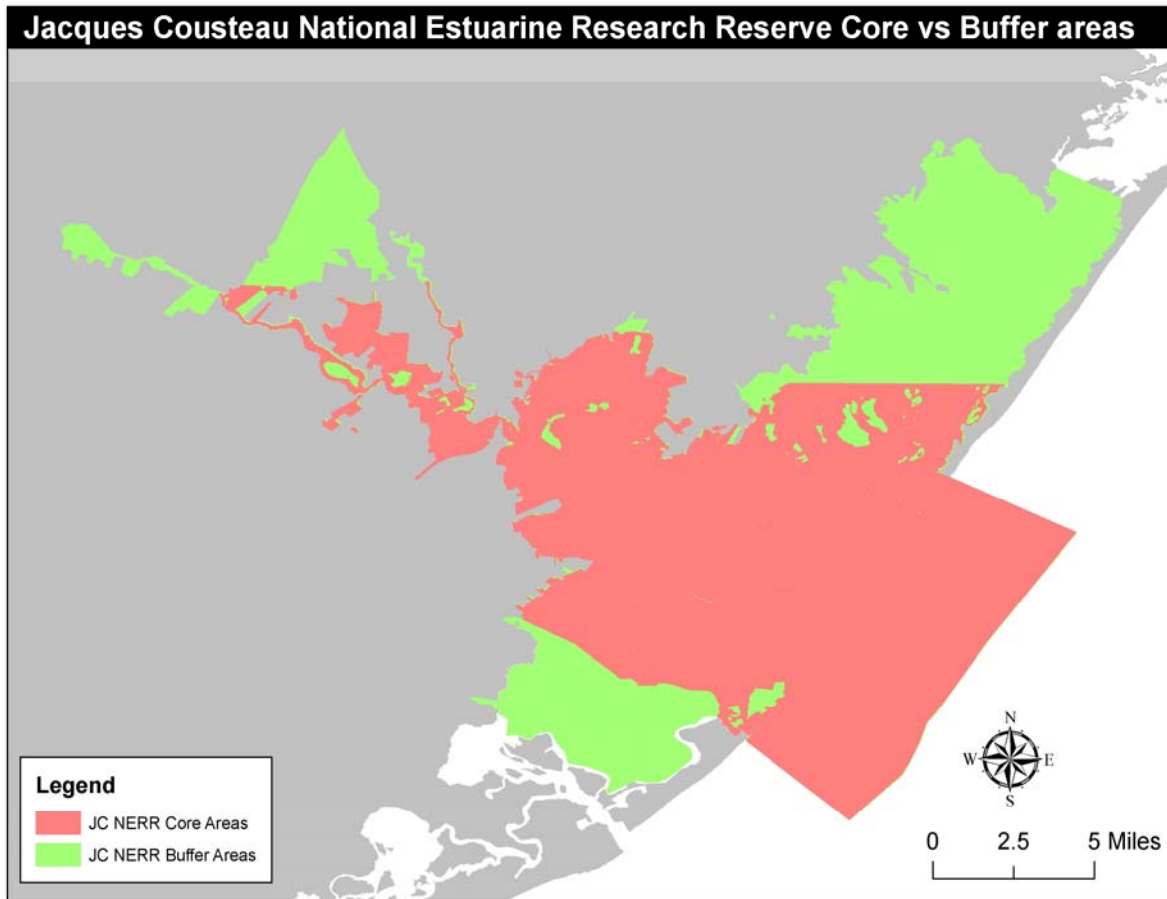 Jacques Cousteau National Estuarine Research Reserve Core vs Buffer areas
N
W E
S
Legend
JC NERR Core Areas
JC NERR Buffer Areas
0 2.5 5 Miles